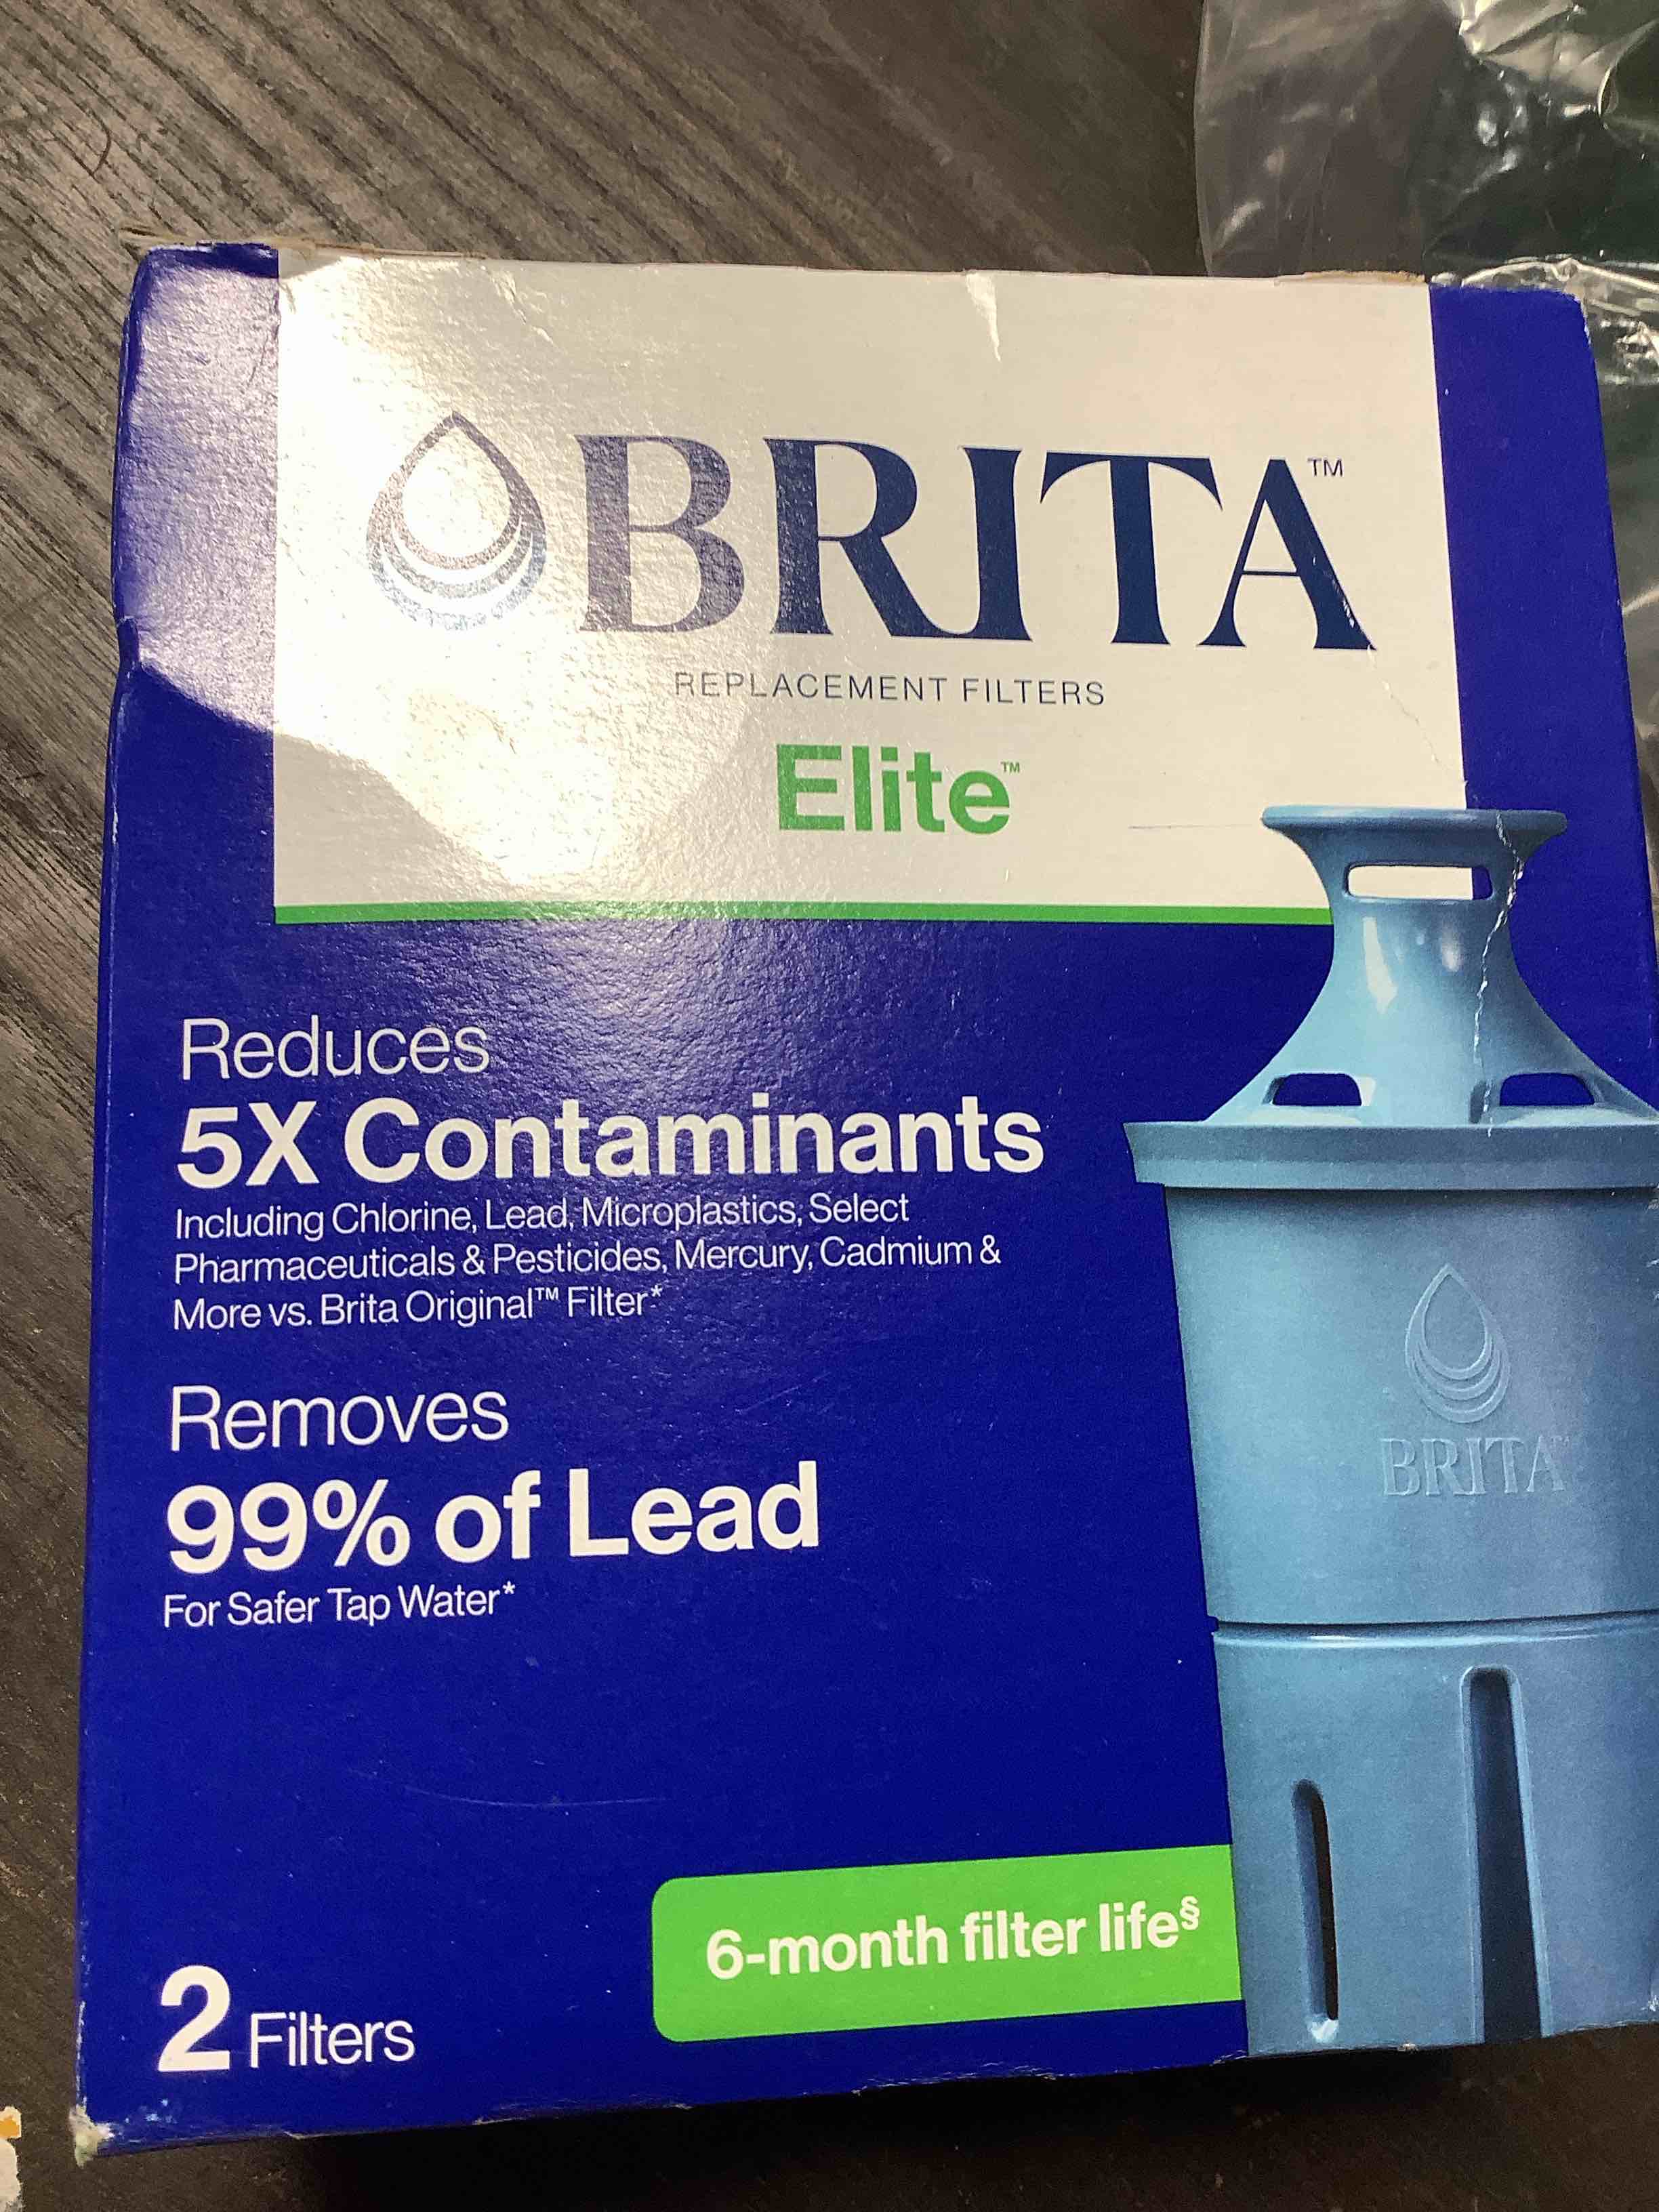 BRITA™
REPLACEMENT FILTERS
Elite™
Reduces
5X Contaminants
Including Chlorine, Lead, Microplastics, Select
Pharmaceuticals & Pesticides, Mercury, Cadmium &
More vs. Brita Original™ Filter*
Removes
99% of Lead
For Safer Tap Water*
BRITA
6-month filter life§
2 Filters